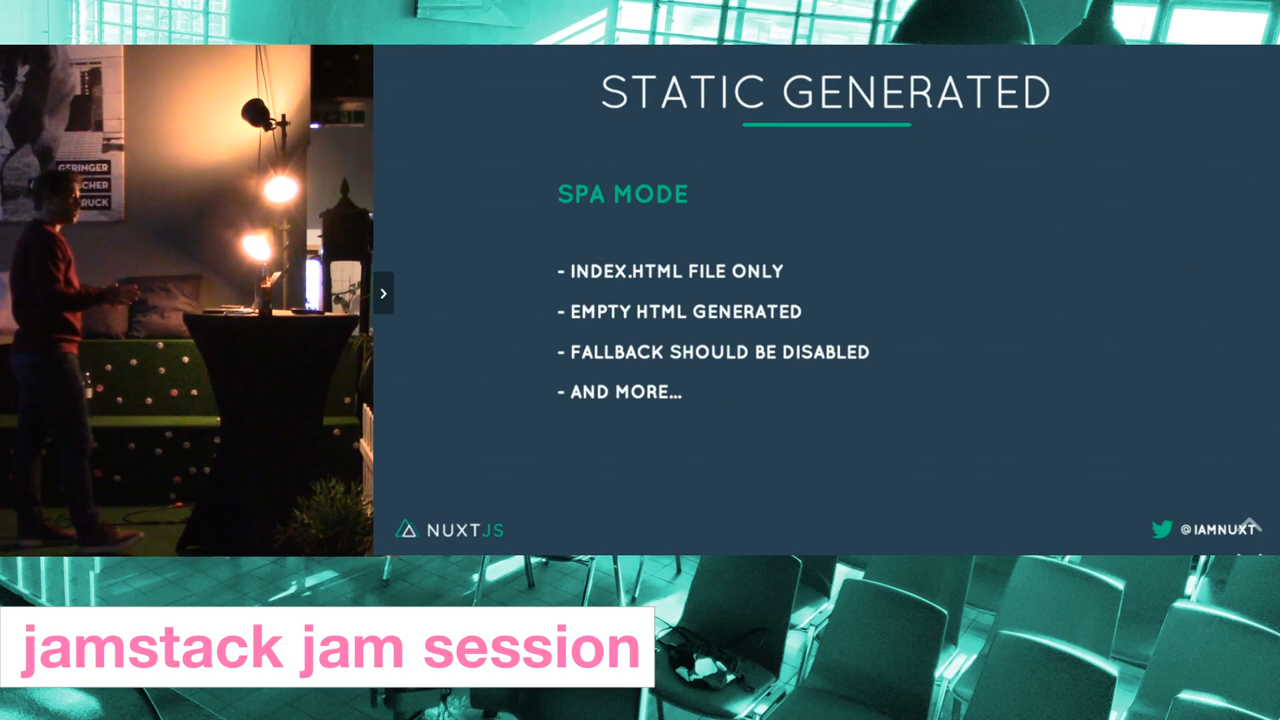 GERINGER
RUCK
STATIC GENERATED
SPA MODE
- INDEX.HTML FILE ONLY
- EMPTY HTML GENERATED
- FALLBACK SHOULD BE DISABLED
- AND MORE...
NUXTJS
@IAMNUXT
jamstack jam session